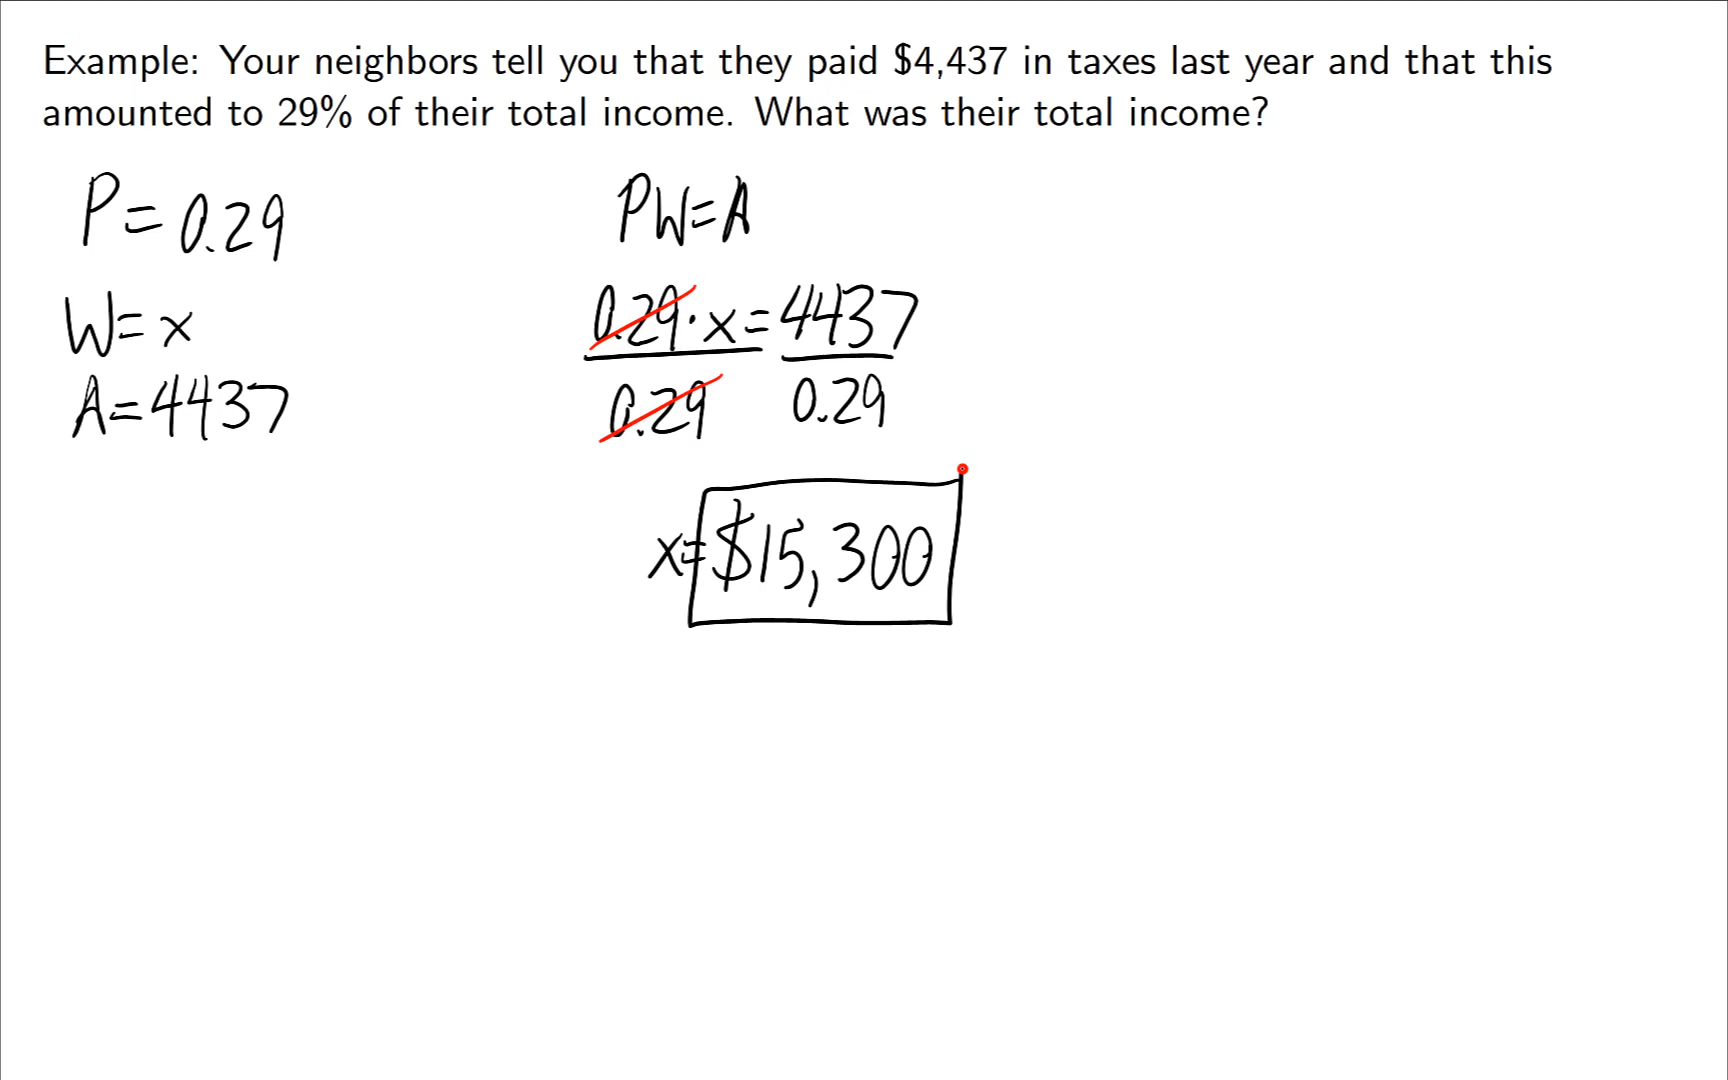 Example: Your neighbors tell you that they paid $4,437 in taxes last year and that this
amounted to 29% of their total income. What was their total income?
P = 0.29
W = x
A = 4437
PW = A
0.29 · x = 4437
0.29 0.29
x = $15,300